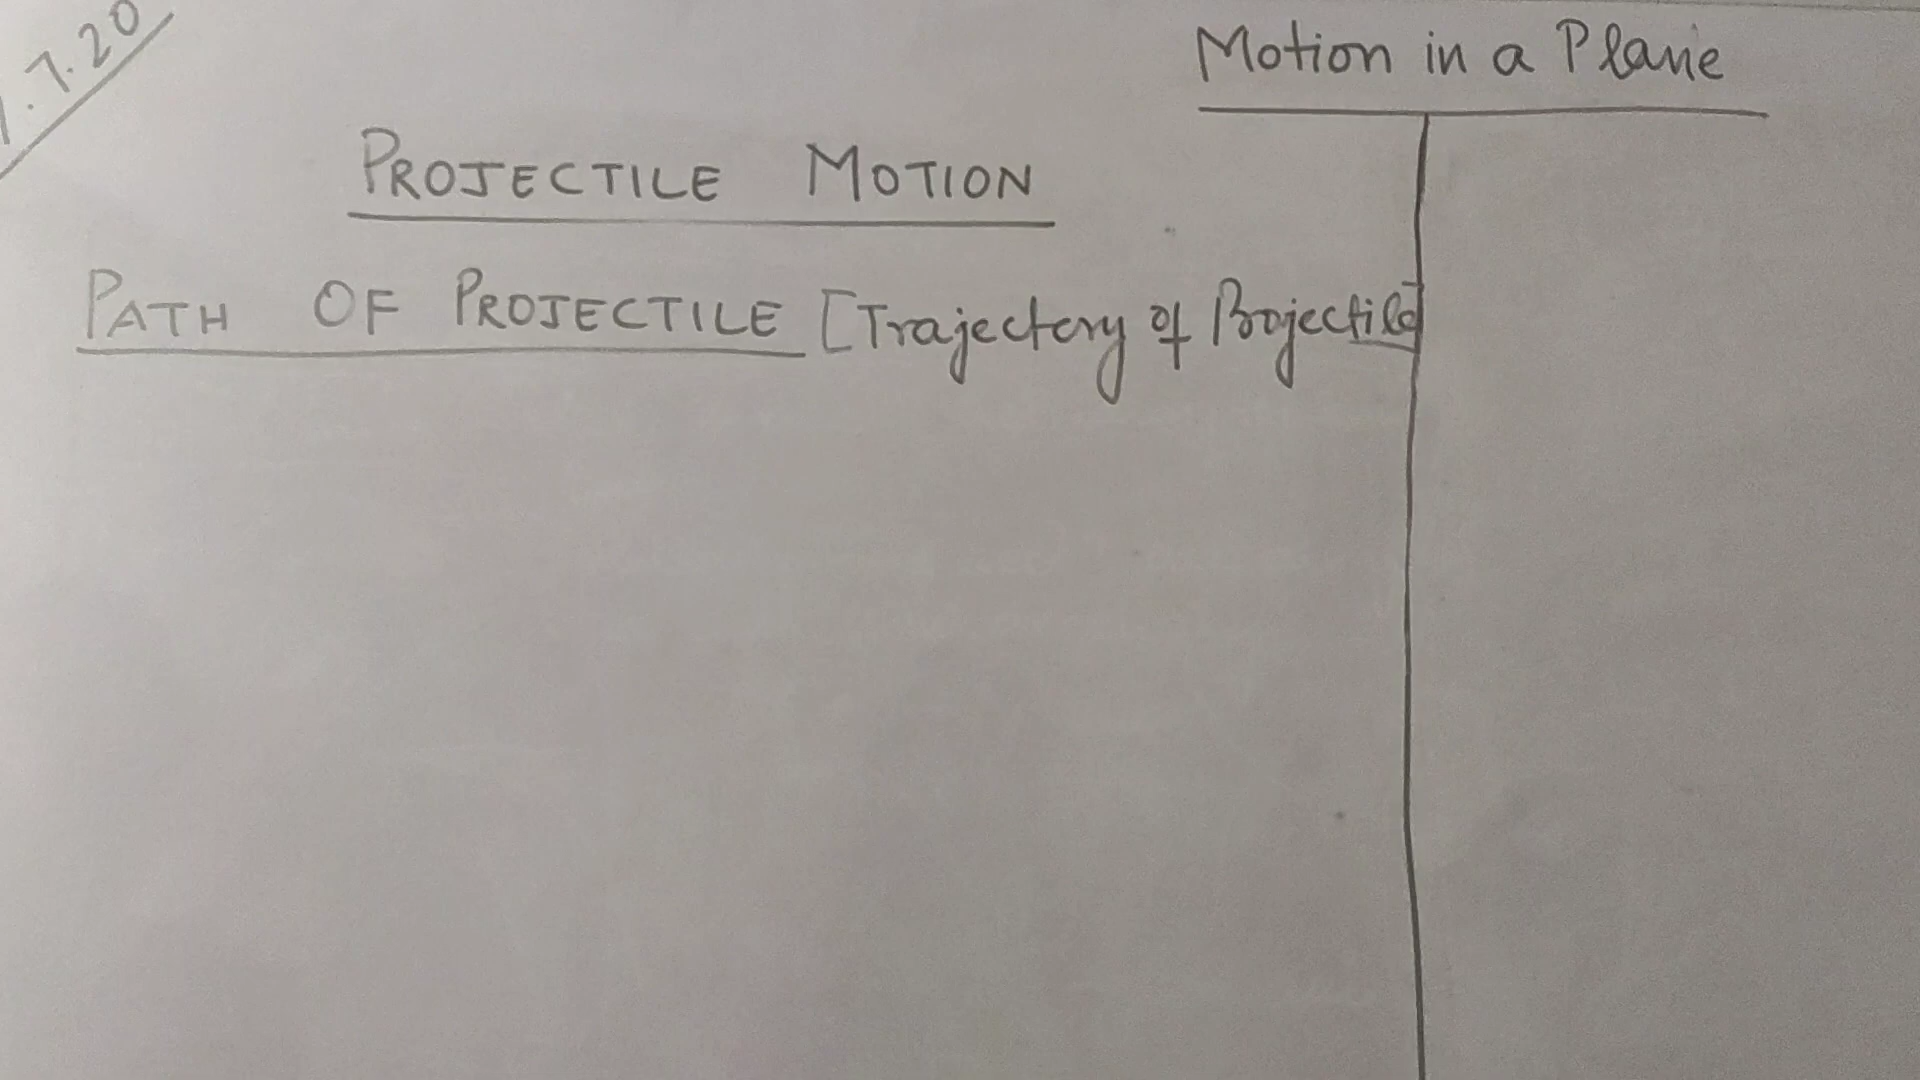 7.20
Motion in a Plane
PROJECTILE MOTION
PATH OF PROJECTILE [Trajectory of Projectile]